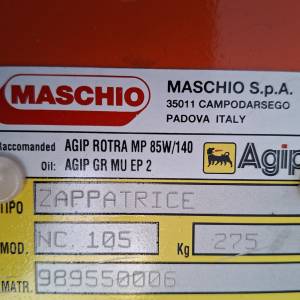 MASCHIO
MASCHIO S.p.A.
35011 CAMPODARSEGO
PADOVA ITALY
Raccomanded AGIP ROTRA MP 85W/140
Oil: AGIP GR MU EP 2
Agip
TIPO ZAPPATRICE
MOD. NC. 105 Kg 275
MATR. 989550006